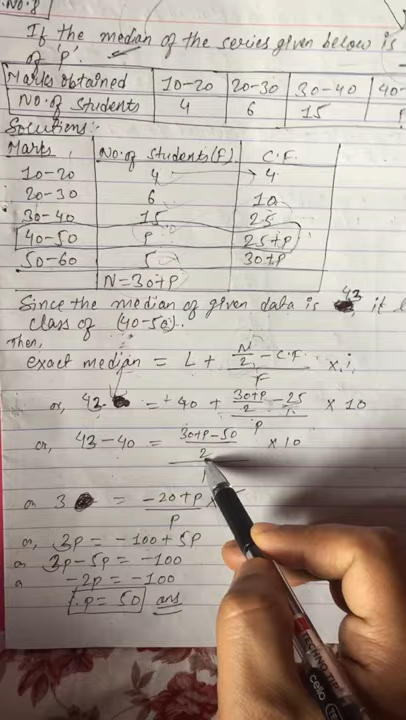 .No.8
If the median of the series given below is
of 'p'.
Marks obtained 10-20 20-30 30-40 40-
No. of students 4 6 15
Solution:-
Marks No. of students (F) C.F.
10-20 4 → 4
20-30 6 10
30-40 15 25
40-50 P 25+P
50-60 5 30+P
N=30+P
Since the median of given data is 43 it
class of (40-50).
Then,
exact median = L + N/2 - C.F. / F × i
or, 43. = 40 + 30+P/2 - 25/1 / P × 10
or, 43-40 = 30+P-50 / 2 × 10
or 3 = -20+P / P ×
or, 3p = -100 + 5p
or 3p-5p = -100
-2p = -100
∴ p = 50 ans
TECHNOTIP
cello